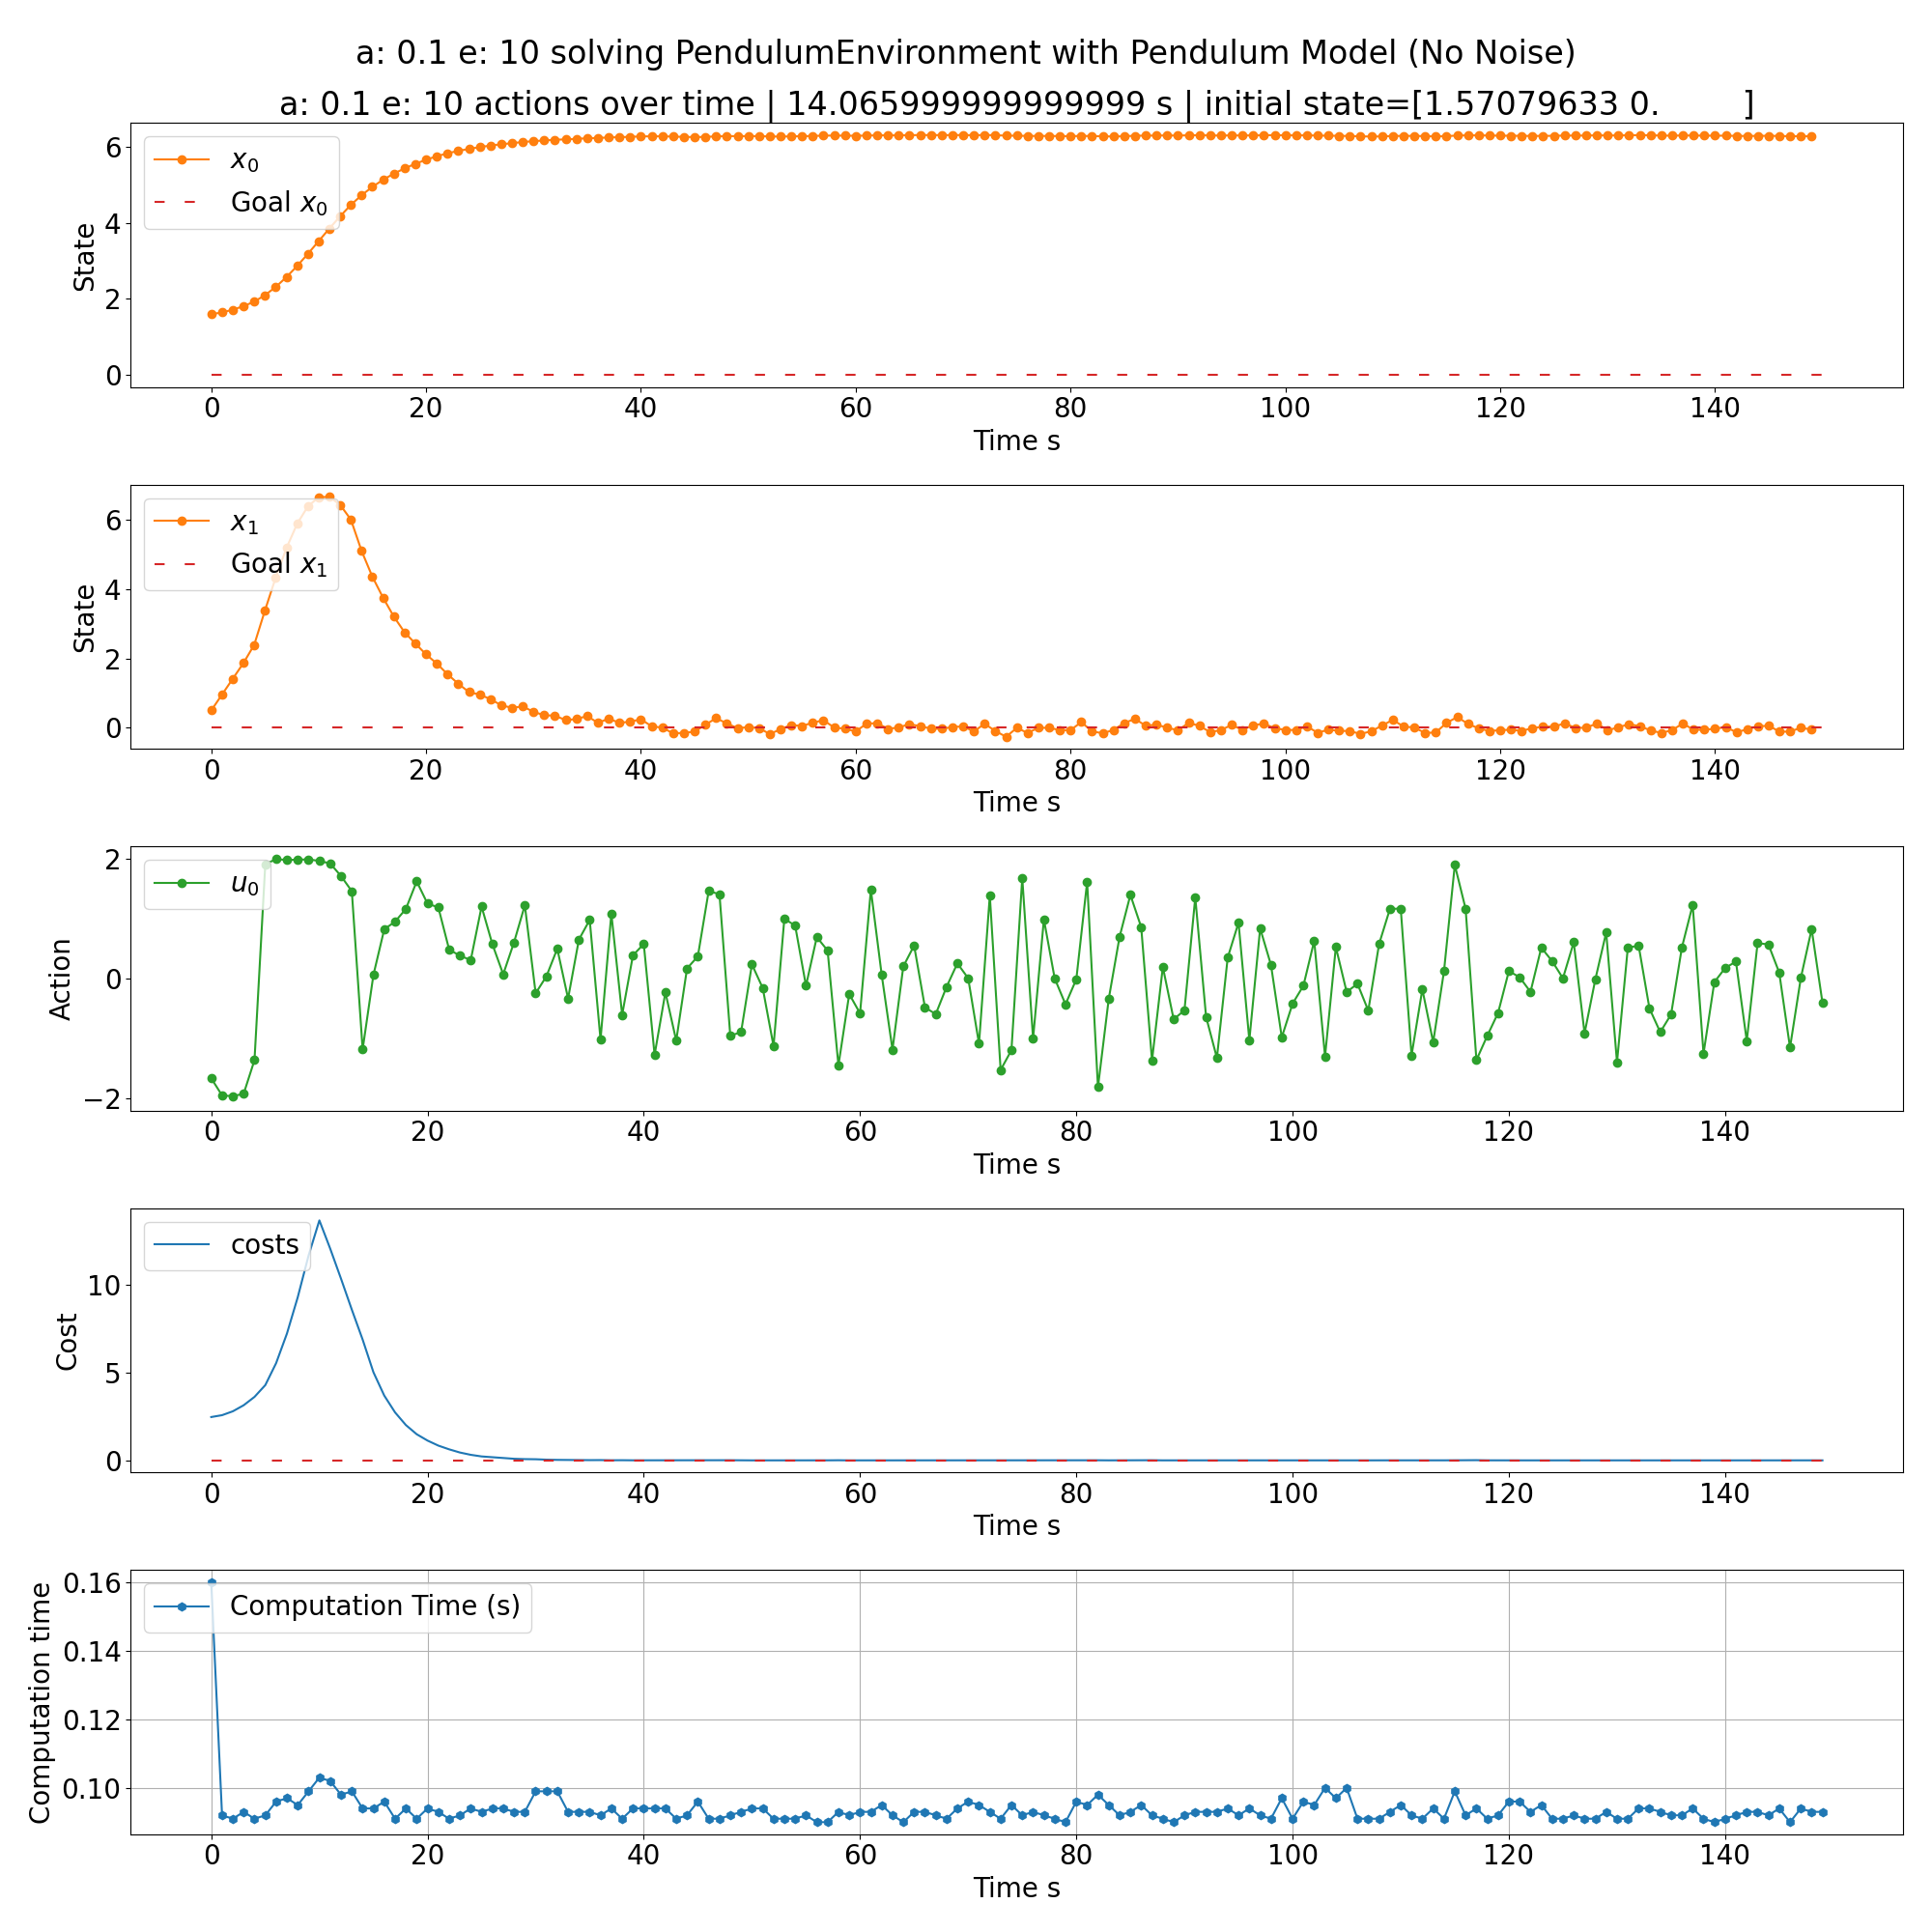 a: 0.1 e: 10 solving PendulumEnvironment with Pendulum Model (No Noise)
a: 0.1 e: 10 actions over time | 14.065999999999999 s | initial state=[1.57079633 0.         ]
State
6
4
2
0
x₀
Goal x₀
0 20 40 60 80 100 120 140
Time s
State
6
4
2
0
x₁
Goal x₁
0 20 40 60 80 100 120 140
Time s
Action
2
0
−2
u₀
0 20 40 60 80 100 120 140
Time s
Cost
10
5
0
costs
0 20 40 60 80 100 120 140
Time s
Computation time
0.16
0.14
0.12
0.10
Computation Time (s)
0 20 40 60 80 100 120 140
Time s